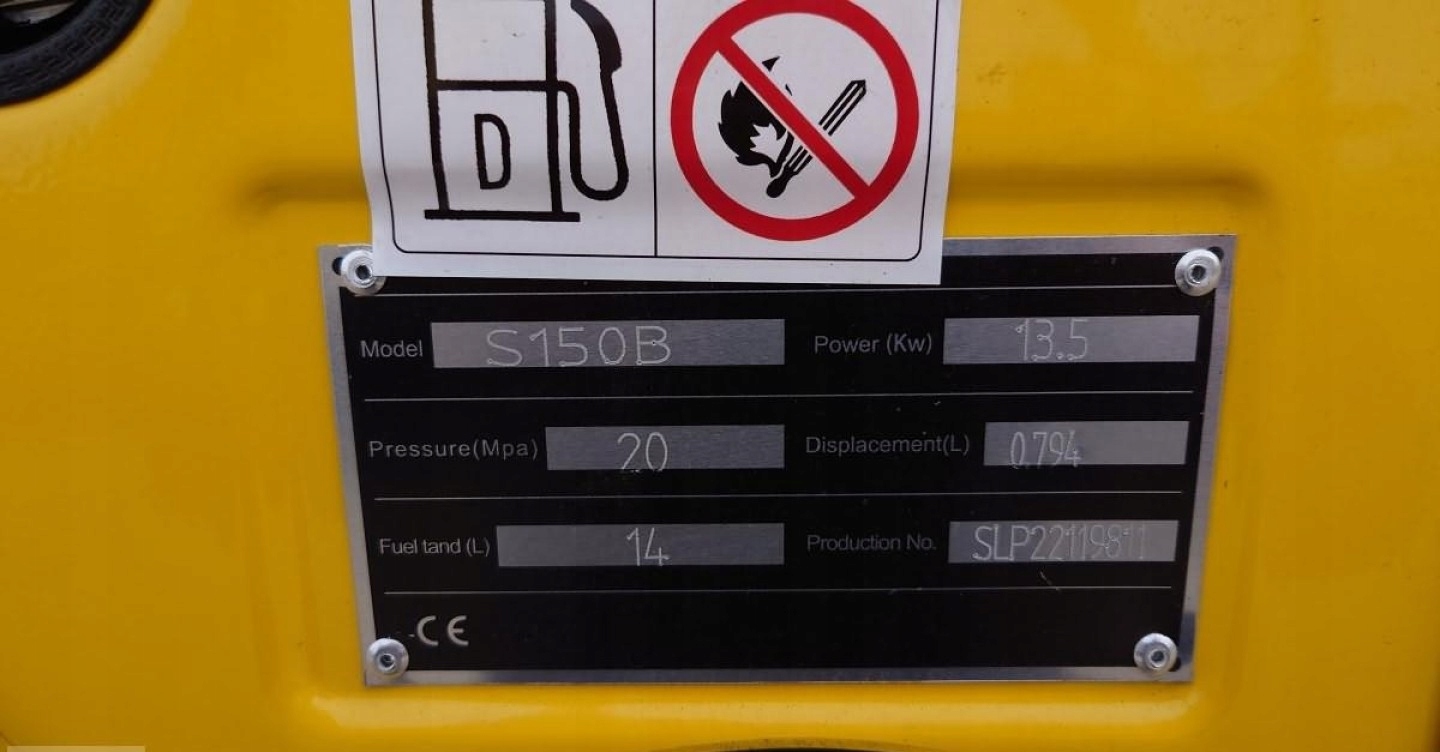 D
Model S150B Power (Kw) 13.5
Pressure(Mpa) 20 Displacement(L) 0.794
Fuel tand (L) 14 Production No. SLP22119811
CE